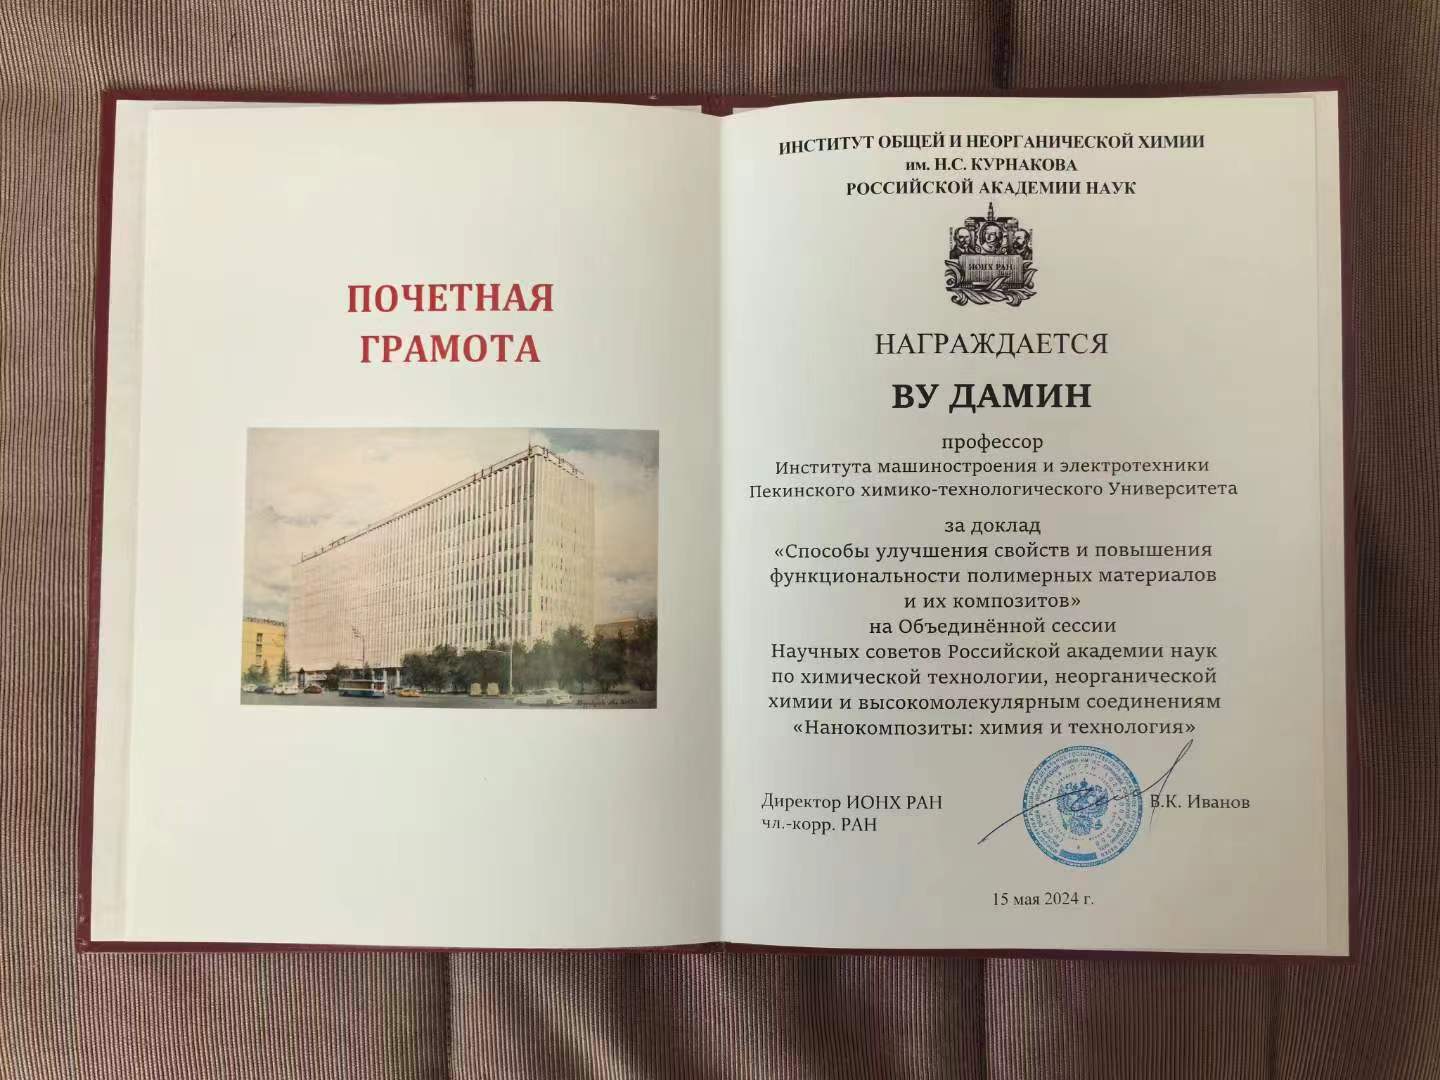 ПОЧЕТНАЯ
ГРАМОТА
ИНСТИТУТ ОБЩЕЙ И НЕОРГАНИЧЕСКОЙ ХИМИИ
им. Н.С. КУРНАКОВА
РОССИЙСКОЙ АКАДЕМИИ НАУК
ИОНХ РАН
НАГРАЖДАЕТСЯ
ВУ ДАМИН
профессор
Института машиностроения и электротехники
Пекинского химико-технологического Университета
за доклад
«Способы улучшения свойств и повышения
функциональности полимерных материалов
и их композитов»
на Объединённой сессии
Научных советов Российской академии наук
по химической технологии, неорганической
химии и высокомолекулярным соединениям
«Нанокомпозиты: химия и технология»
Директор ИОНХ РАН
чл.-корр. РАН
В.К. Иванов
15 мая 2024 г.